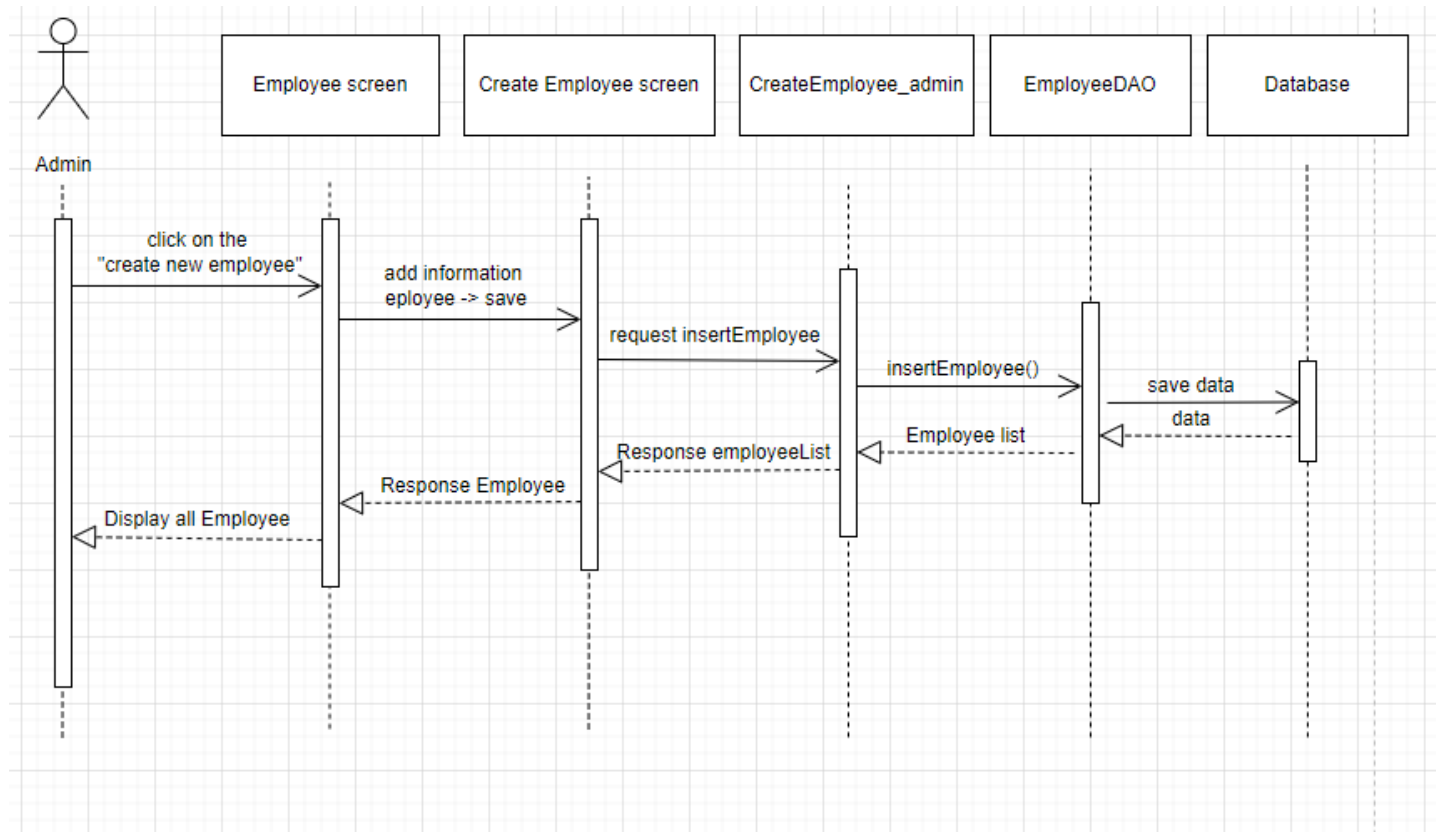 Employee screen
Create Employee screen
CreateEmployee_admin
EmployeeDAO
Database
Admin
click on the
"create new employee"
add information
eployee -> save
request insertEmployee
insertEmployee()
save data
data
Employee list
Response employeeList
Response Employee
Display all Employee